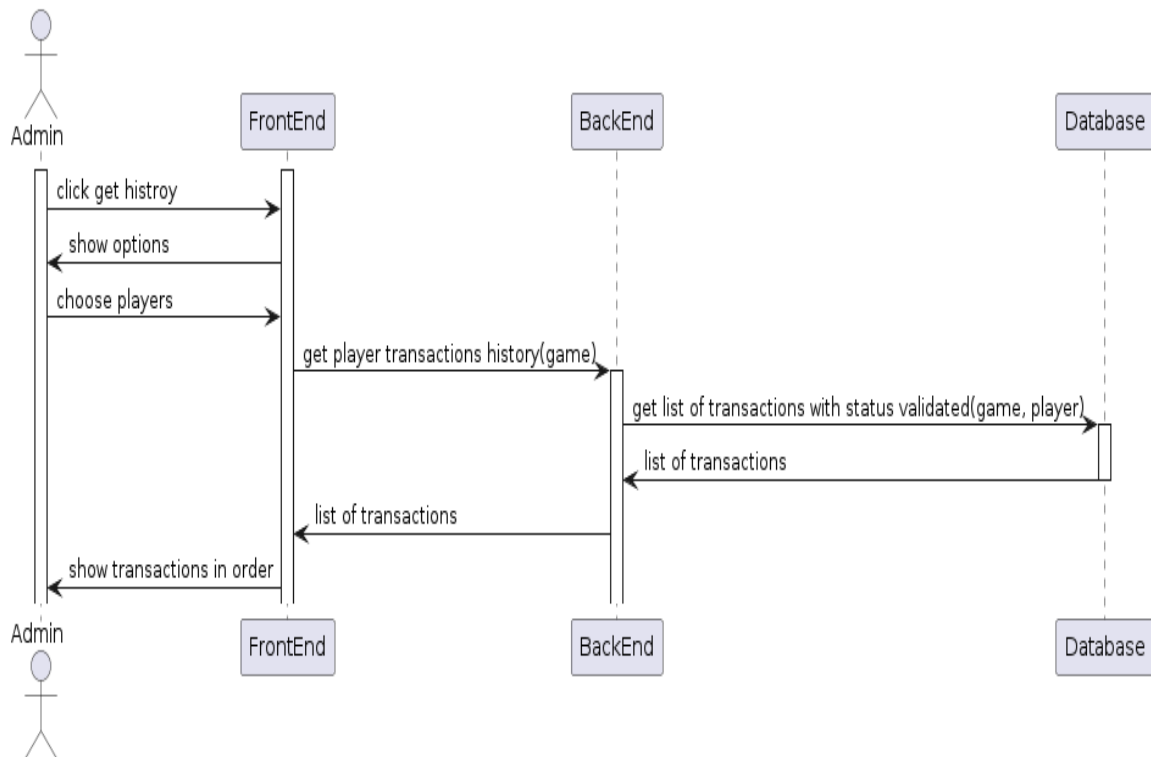 Admin
FrontEnd
BackEnd
Database
click get histroy
show options
choose players
get player transactions history(game)
get list of transactions with status validated(game, player)
list of transactions
list of transactions
show transactions in order
Admin
FrontEnd
BackEnd
Database